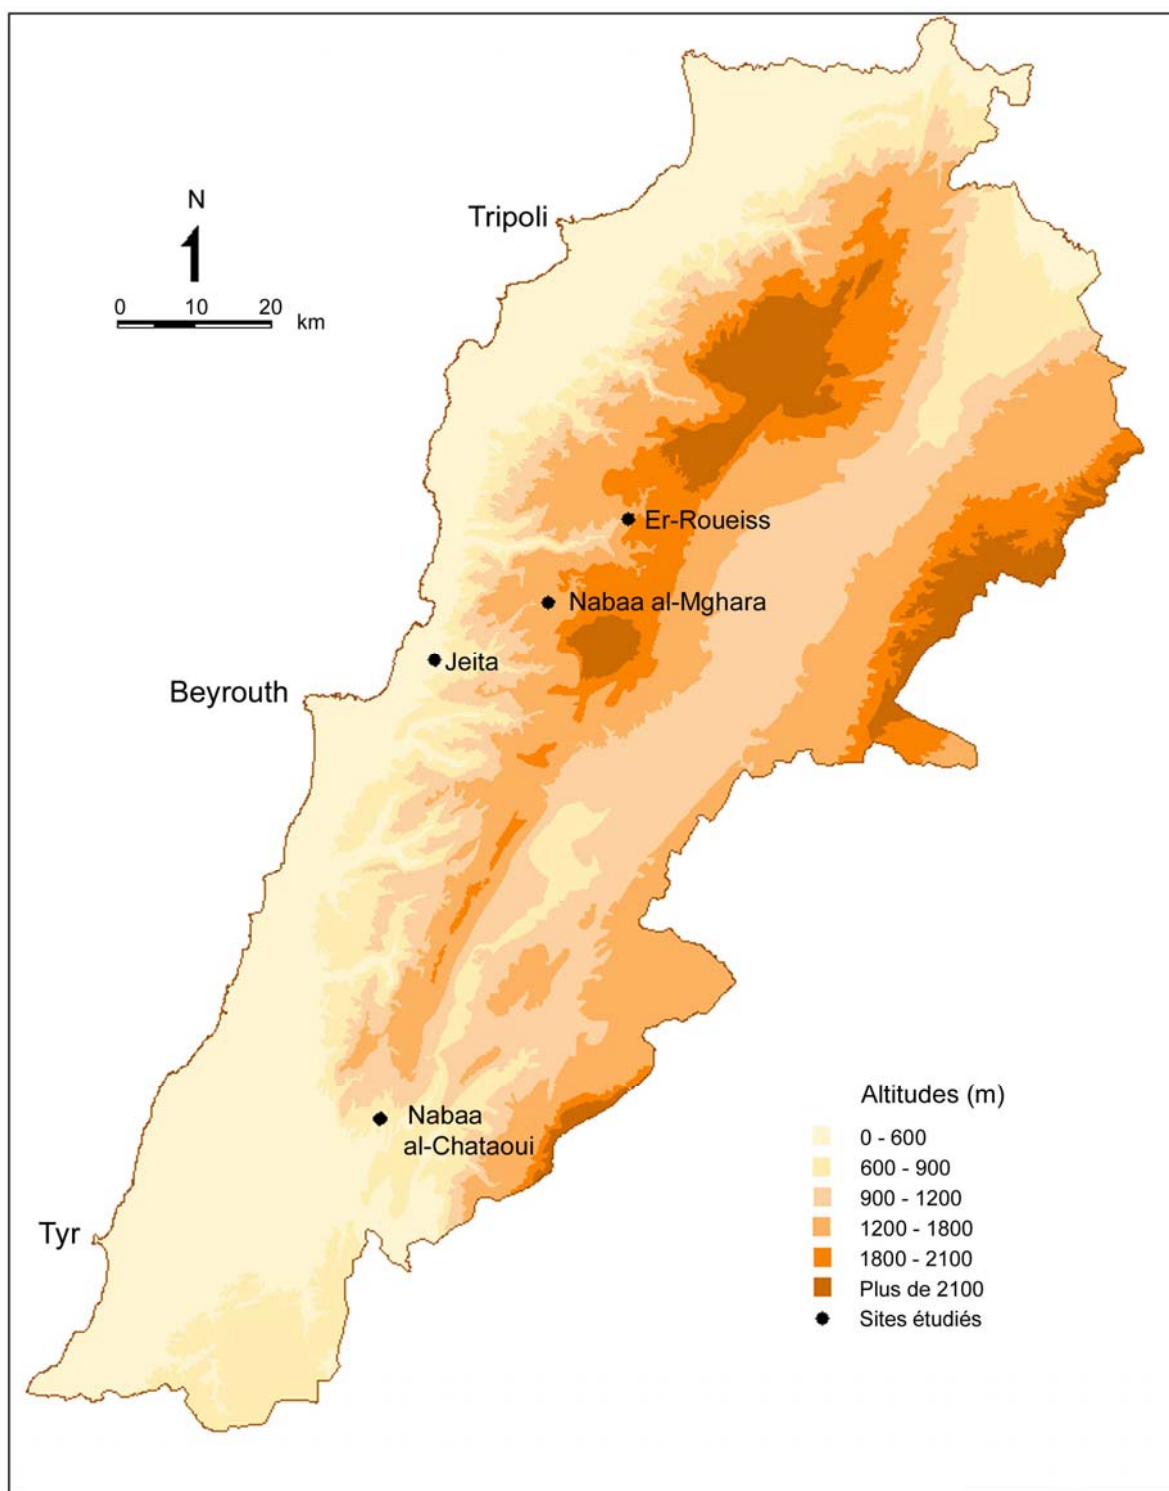 Tripoli
N
0 10 20
km
Er-Roueiss
Nabaa al-Mghara
Jeita
Beyrouth
Nabaa
al-Chataoui
Tyr
Altitudes (m)
0 - 600
600 - 900
900 - 1200
1200 - 1800
1800 - 2100
Plus de 2100
Sites étudiés